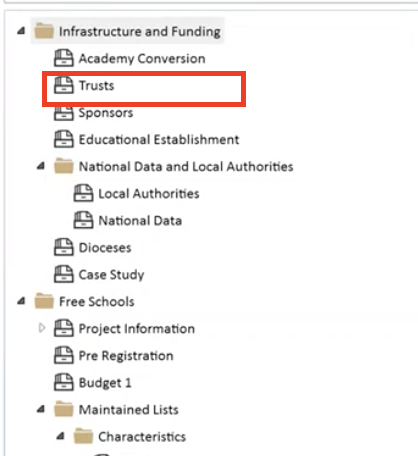 Infrastructure and Funding
Academy Conversion
Trusts
Sponsors
Educational Establishment
National Data and Local Authorities
Local Authorities
National Data
Dioceses
Case Study
Free Schools
Project Information
Pre Registration
Budget 1
Maintained Lists
Characteristics